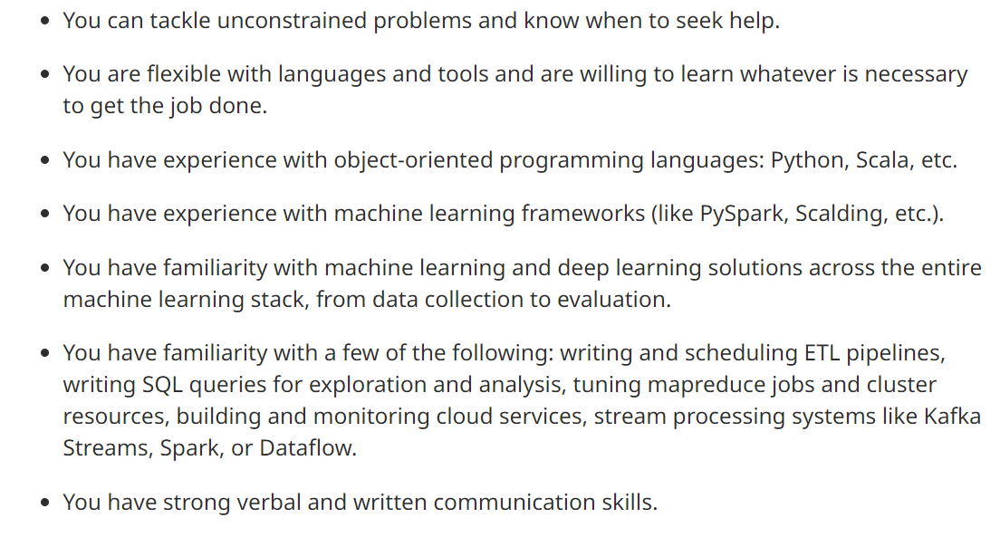 • You can tackle unconstrained problems and know when to seek help.
• You are flexible with languages and tools and are willing to learn whatever is necessary
to get the job done.
• You have experience with object-oriented programming languages: Python, Scala, etc.
• You have experience with machine learning frameworks (like PySpark, Scalding, etc.).
• You have familiarity with machine learning and deep learning solutions across the entire
machine learning stack, from data collection to evaluation.
• You have familiarity with a few of the following: writing and scheduling ETL pipelines,
writing SQL queries for exploration and analysis, tuning mapreduce jobs and cluster
resources, building and monitoring cloud services, stream processing systems like Kafka
Streams, Spark, or Dataflow.
• You have strong verbal and written communication skills.